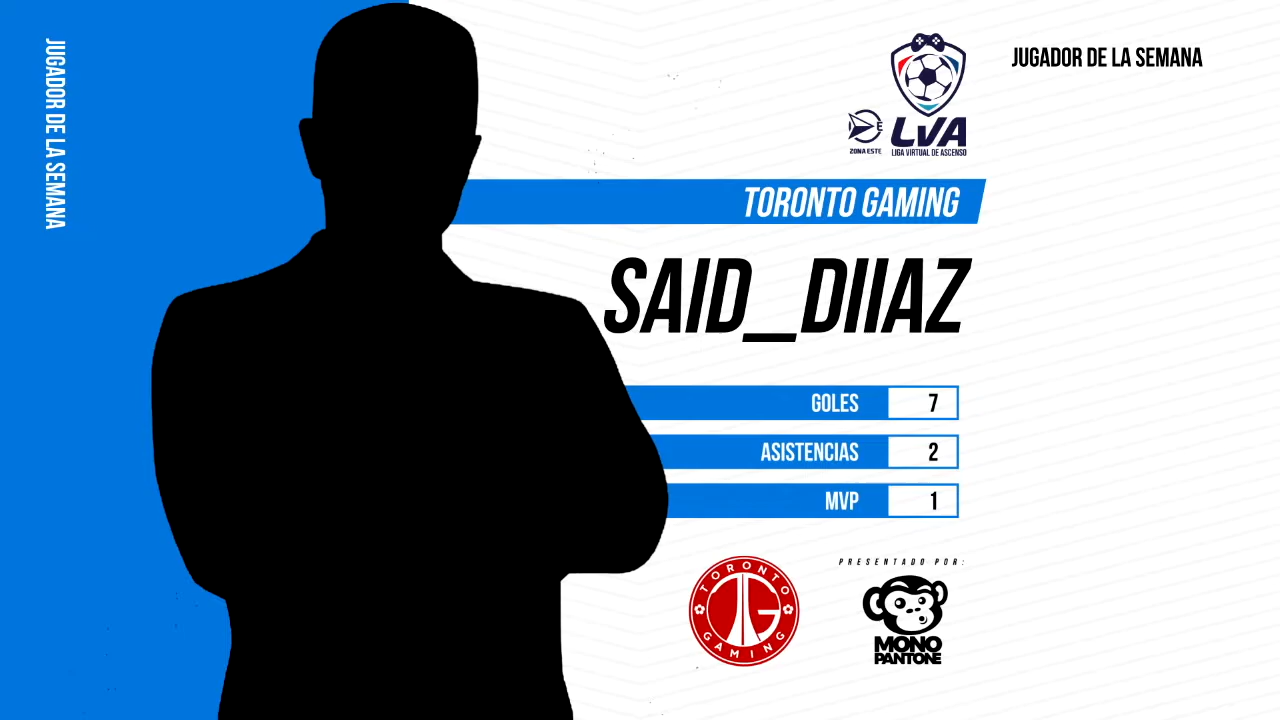 JUGADOR DE LA SEMANA
JUGADOR DE LA SEMANA
E
ZONA ESTE
LVA
LIGA VIRTUAL DE ASCENSO
TORONTO GAMING
SAID_DIIAZ
GOLES 7
ASISTENCIAS 2
MVP 1
TORONTO
TG
GAMING
PRESENTADO POR:
MONO
PANTONE